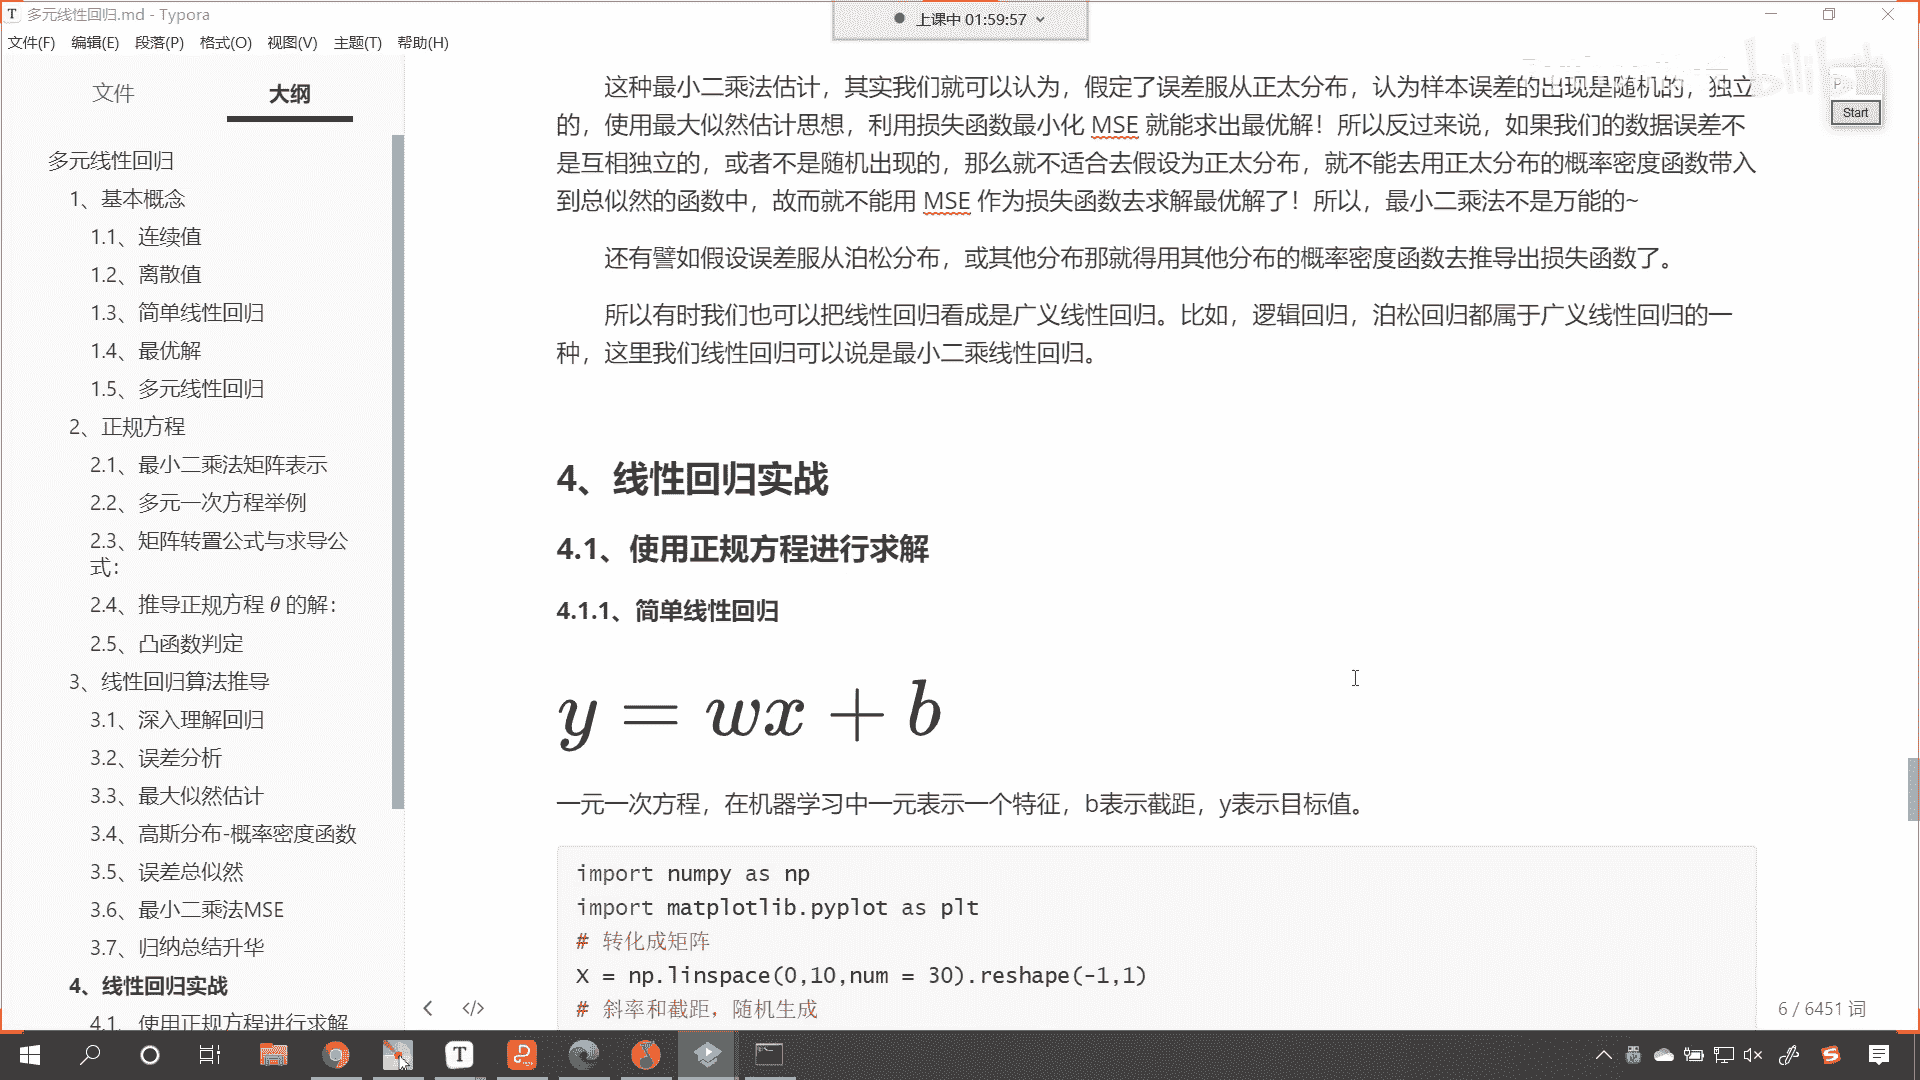 多元线性回归.md - Typora
上课中 01:59:57
文件(F) 编辑(E) 段落(P) 格式(O) 视图(V) 主题(T) 帮助(H)
文件 大纲
多元线性回归
1、基本概念
1.1、连续值
1.2、离散值
1.3、简单线性回归
1.4、最优解
1.5、多元线性回归
2、正规方程
2.1、最小二乘法矩阵表示
2.2、多元一次方程举例
2.3、矩阵转置公式与求导公
式：
2.4、推导正规方程 θ 的解：
2.5、凸函数判定
3、线性回归算法推导
3.1、深入理解回归
3.2、误差分析
3.3、最大似然估计
3.4、高斯分布-概率密度函数
3.5、误差总似然
3.6、最小二乘法MSE
3.7、归纳总结升华
4、线性回归实战
4.1、使用正规方程进行求解
这种最小二乘法估计，其实我们就可以认为，假定了误差服从正太分布，认为样本误差的出现是随机的，独立
的，使用最大似然估计思想，利用损失函数最小化 MSE 就能求出最优解！所以反过来说，如果我们的数据误差不
是互相独立的，或者不是随机出现的，那么就不适合去假设为正太分布，就不能去用正太分布的概率密度函数带入
到总似然的函数中，故而就不能用 MSE 作为损失函数去求解最优解了！所以，最小二乘法不是万能的~
还有譬如假设误差服从泊松分布，或其他分布那就得用其他分布的概率密度函数去推导出损失函数了。
所以有时我们也可以把线性回归看成是广义线性回归。比如，逻辑回归，泊松回归都属于广义线性回归的一
种，这里我们线性回归可以说是最小二乘线性回归。
4、线性回归实战
4.1、使用正规方程进行求解
4.1.1、简单线性回归
y = wx + b
一元一次方程，在机器学习中一元表示一个特征，b表示截距，y表示目标值。
import numpy as np
import matplotlib.pyplot as plt
# 转化成矩阵
X = np.linspace(0,10,num = 30).reshape(-1,1)
# 斜率和截距，随机生成
Start
6 / 6451 词